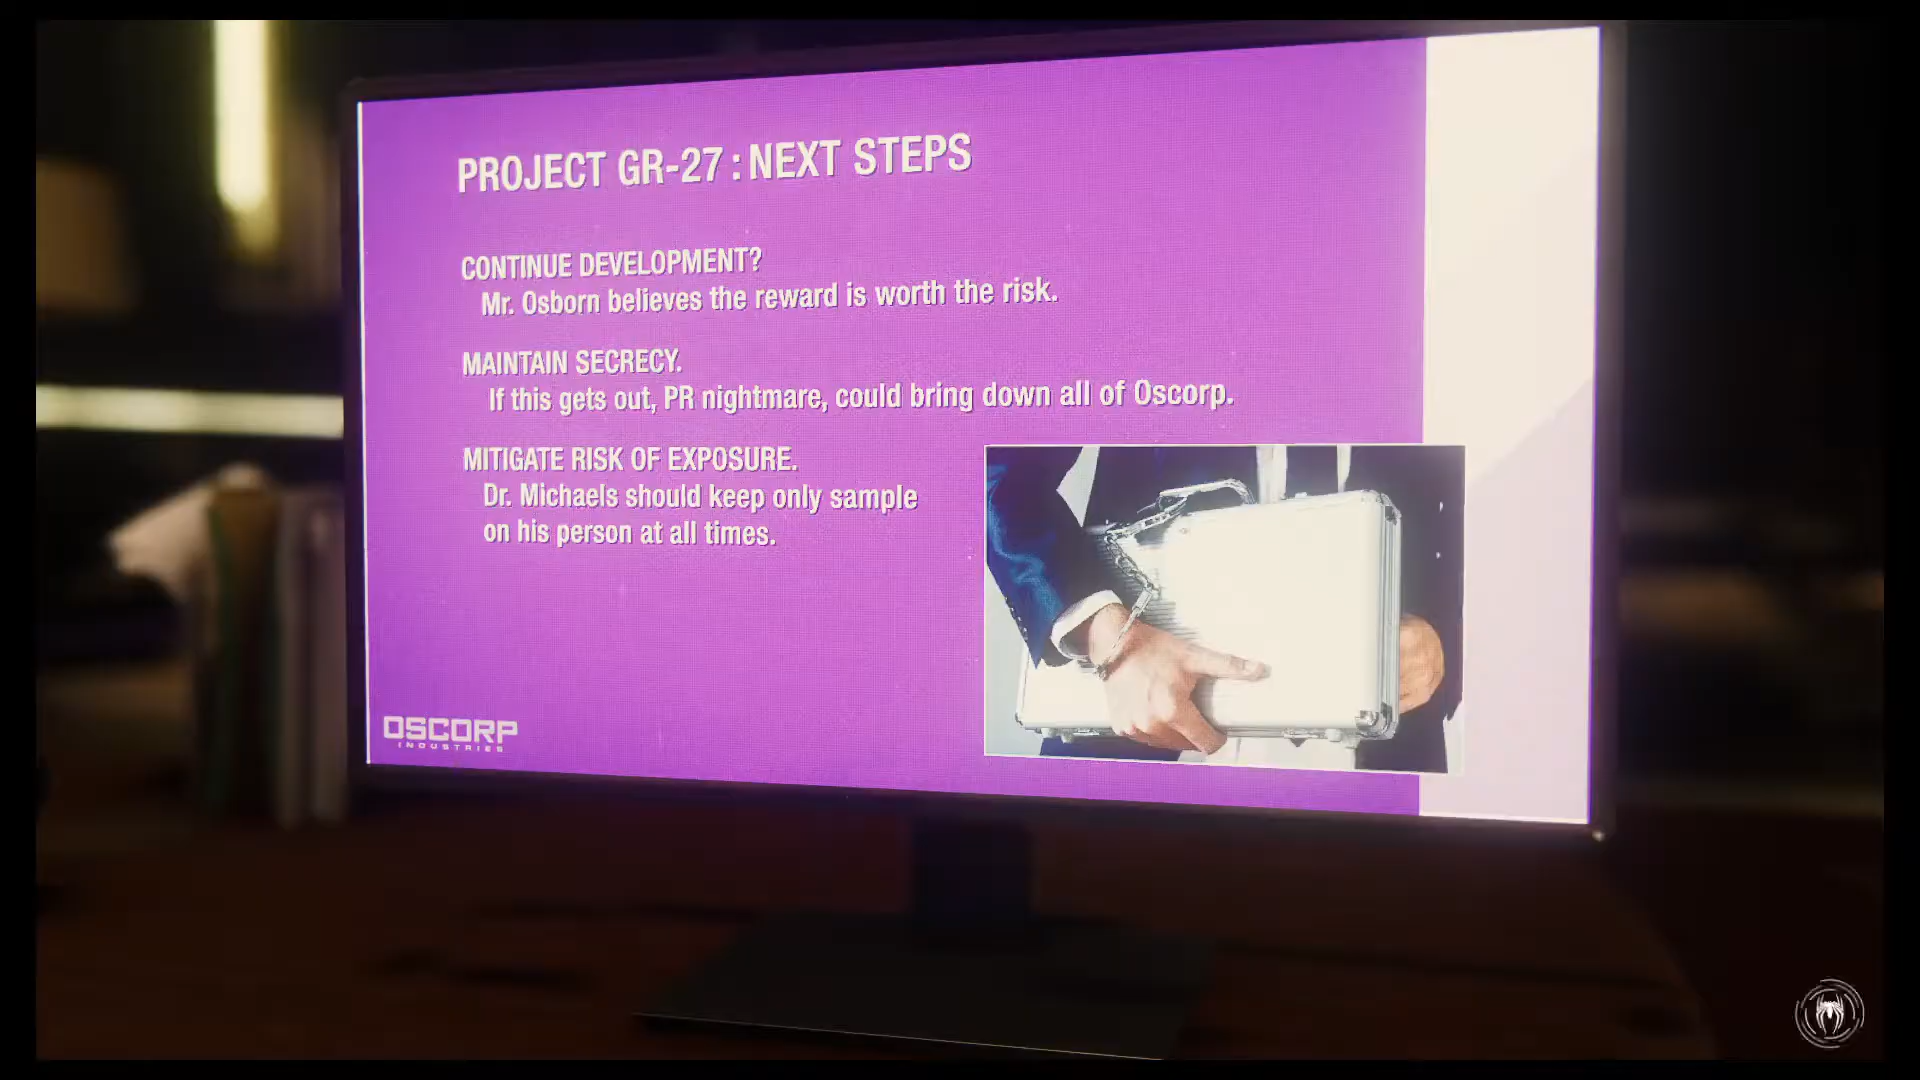 PROJECT GR-27 : NEXT STEPS
CONTINUE DEVELOPMENT?
Mr. Osborn believes the reward is worth the risk.
MAINTAIN SECRECY.
If this gets out, PR nightmare, could bring down all of Oscorp.
MITIGATE RISK OF EXPOSURE.
Dr. Michaels should keep only sample
on his person at all times.
OSCORP
INDUSTRIES